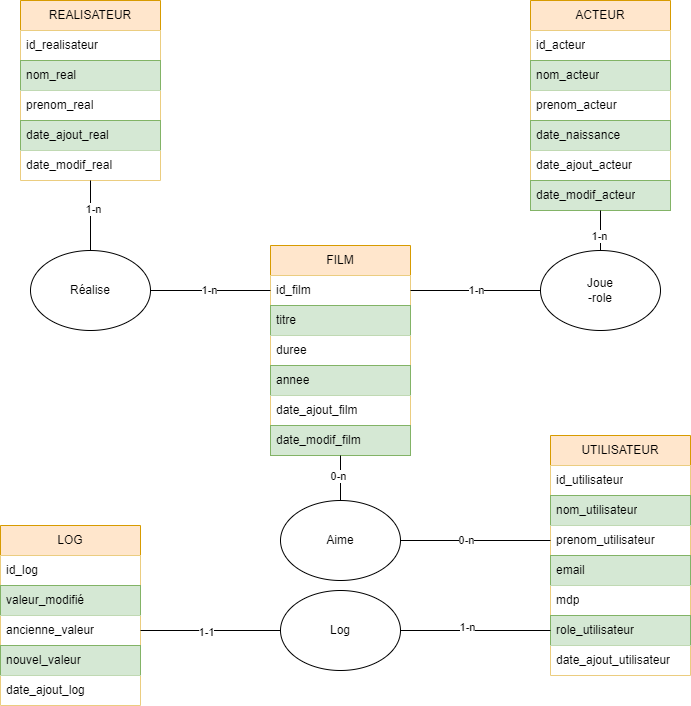 REALISATEUR
id_realisateur
nom_real
prenom_real
date_ajout_real
date_modif_real
ACTEUR
id_acteur
nom_acteur
prenom_acteur
date_naissance
date_ajout_acteur
date_modif_acteur
1-n
1-n
Réalise
1-n
FILM
id_film
titre
duree
annee
date_ajout_film
date_modif_film
1-n
Joue
-role
0-n
Aime
0-n
UTILISATEUR
id_utilisateur
nom_utilisateur
prenom_utilisateur
email
mdp
role_utilisateur
date_ajout_utilisateur
LOG
id_log
valeur_modifié
ancienne_valeur
nouvel_valeur
date_ajout_log
1-1
Log
1-n